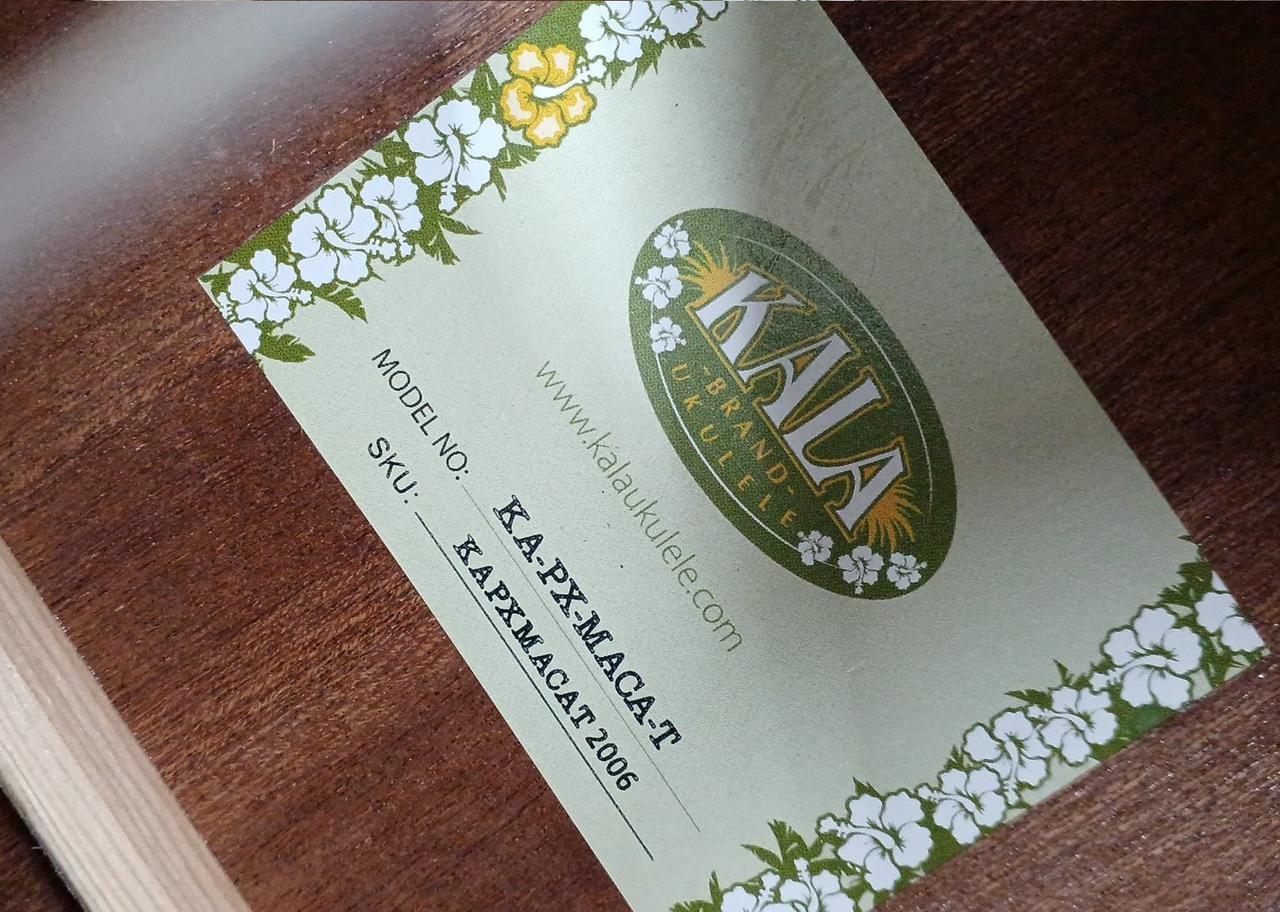 KALA
-BRAND-
UKULELE
www.kalaukulele.com
MODEL NO: KA-PX-MACA-T
SKU: KAPXMACAT 2006